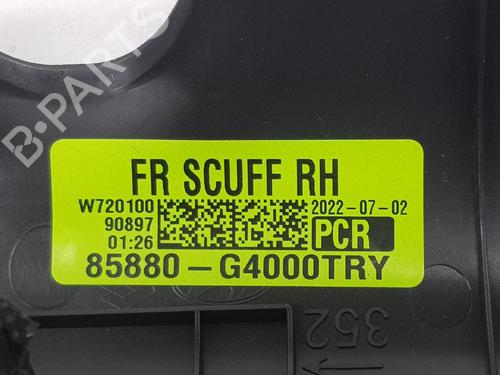 B-PARTS
FR SCUFF RH
W720100
90897
01:26
2022-07-02
PCR
85880-G4000TRY
352